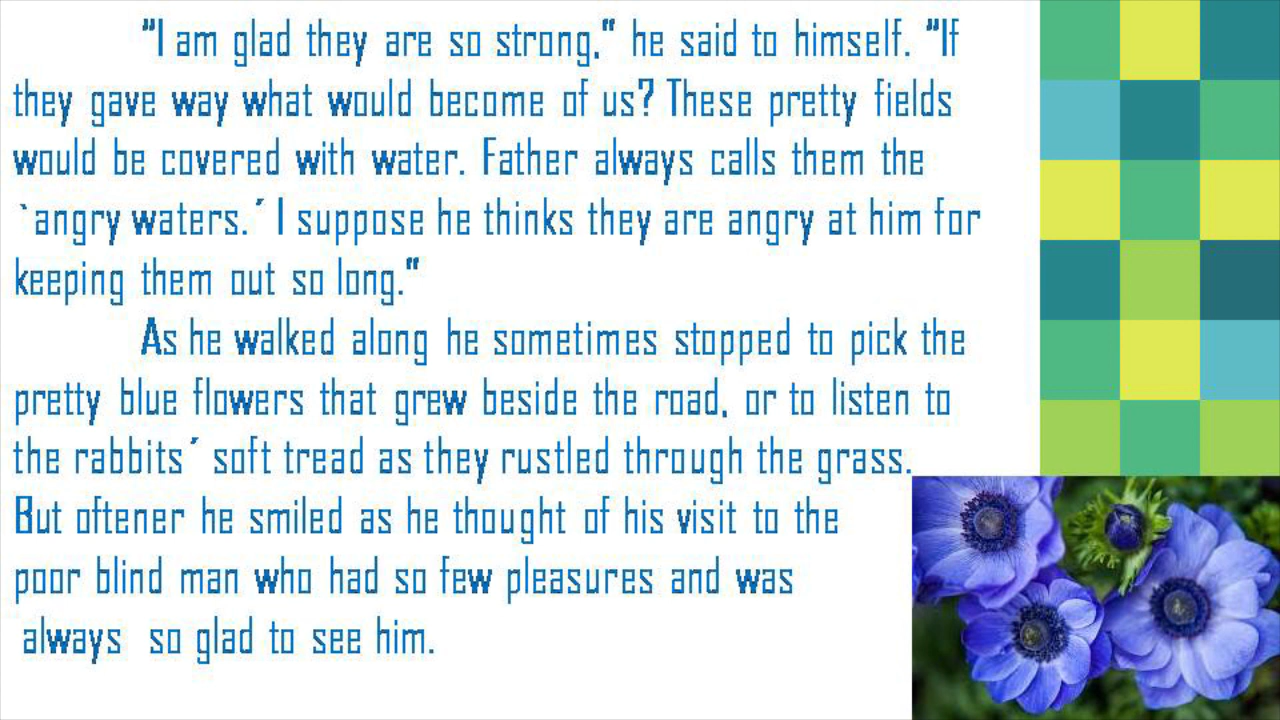 "I am glad they are so strong," he said to himself. "If
they gave way what would become of us? These pretty fields
would be covered with water. Father always calls them the
`angry waters.´ I suppose he thinks they are angry at him for
keeping them out so long."
As he walked along he sometimes stopped to pick the
pretty blue flowers that grew beside the road, or to listen to
the rabbits´ soft tread as they rustled through the grass.
But oftener he smiled as he thought of his visit to the
poor blind man who had so few pleasures and was
always so glad to see him.